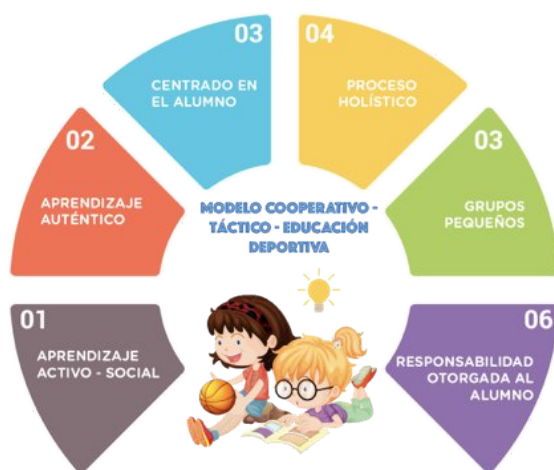 01
APRENDIZAJE
ACTIVO - SOCIAL
02
APRENDIZAJE
AUTÉNTICO
03
CENTRADO EN
EL ALUMNO
04
PROCESO
HOLÍSTICO
03
GRUPOS
PEQUEÑOS
06
RESPONSABILIDAD
OTORGADA AL
ALUMNO
MODELO COOPERATIVO -
TÁCTICO - EDUCACIÓN
DEPORTIVA